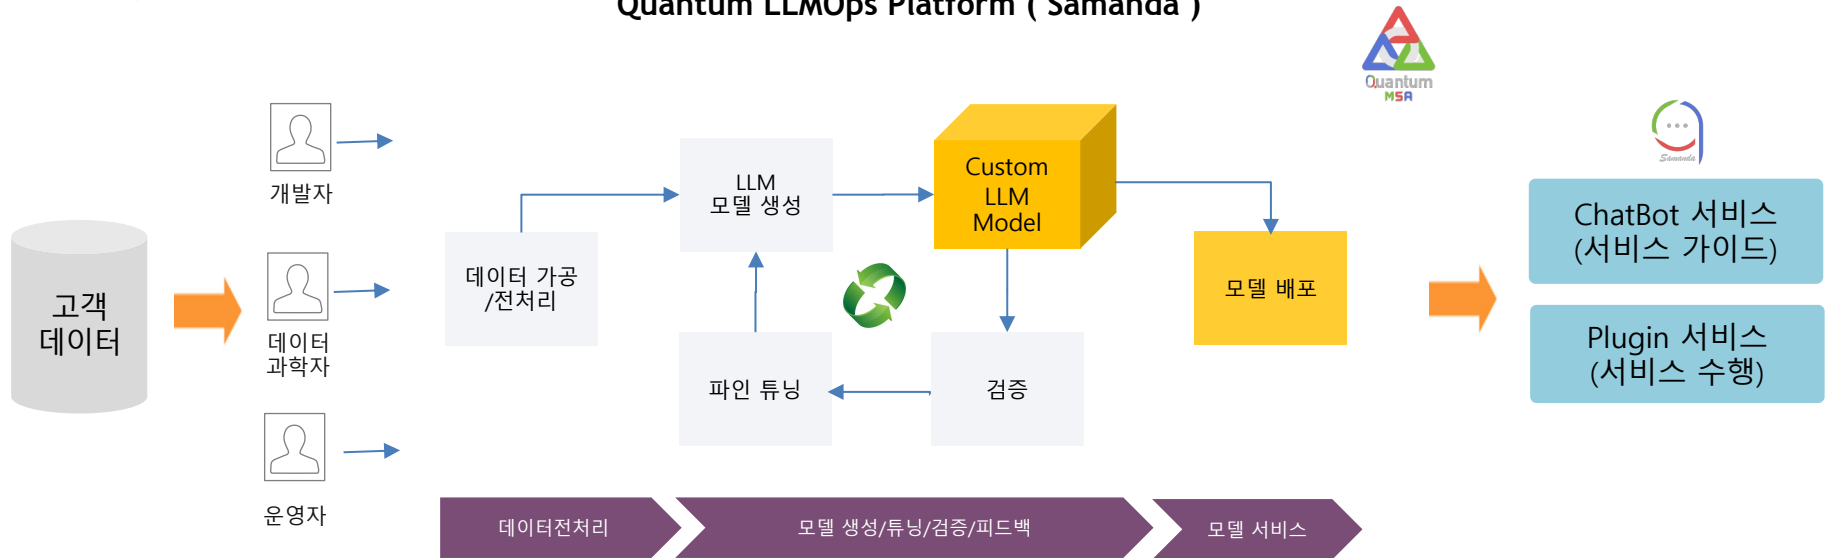 Quantum LLMOps Platform ( Samanda )
Quantum
MSA
Samanda
고객
데이터
개발자
데이터
과학자
운영자
데이터 가공
/전처리
LLM
모델 생성
Custom
LLM
Model
파인 튜닝
검증
모델 배포
ChatBot 서비스
(서비스 가이드)
Plugin 서비스
(서비스 수행)
데이터전처리
모델 생성/튜닝/검증/피드백
모델 서비스